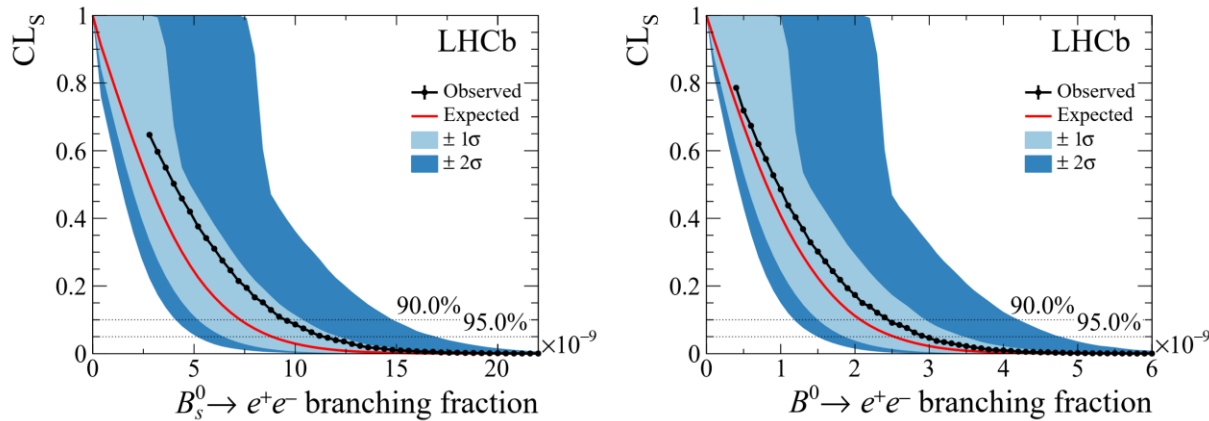 CLₛ
1
0.8
0.6
0.4
0.2
0
LHCb
Observed
Expected
± 1σ
± 2σ
90.0%
95.0%
×10⁻⁹
0 5 10 15 20
B⁰ₛ → e⁺e⁻ branching fraction
CLₛ
1
0.8
0.6
0.4
0.2
0
LHCb
Observed
Expected
± 1σ
± 2σ
90.0%
95.0%
×10⁻⁹
0 1 2 3 4 5 6
B⁰ → e⁺e⁻ branching fraction